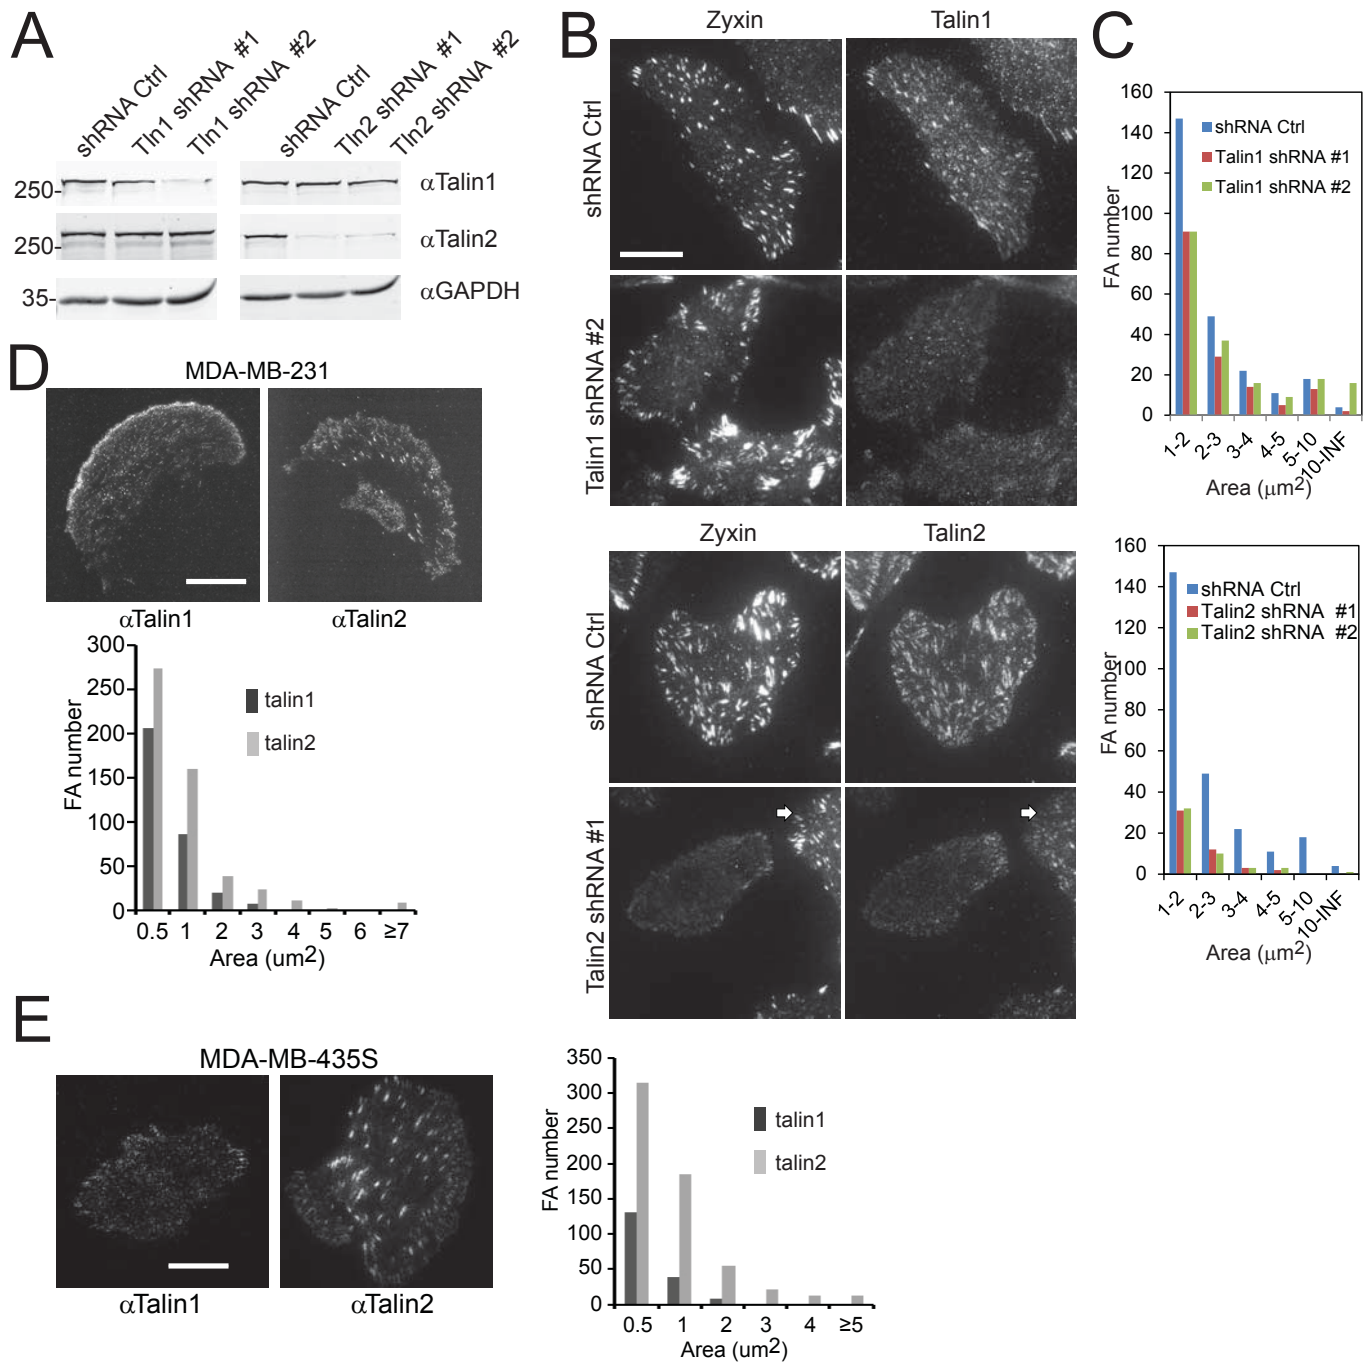 A
shRNA Ctrl
Tln1 shRNA #1
Tln1 shRNA #2
shRNA Ctrl
Tln2 shRNA #1
Tln2 shRNA #2
250-
αTalin1
250-
αTalin2
35-
αGAPDH
B
Zyxin
Talin1
shRNA Ctrl
Talin1 shRNA #2
Zyxin
Talin2
shRNA Ctrl
Talin2 shRNA #1
C
160
140
120
100
80
60
40
20
0
FA number
shRNA Ctrl
Talin1 shRNA #1
Talin1 shRNA #2
1-2
2-3
3-4
4-5
5-10
10-INF
Area (μm2)
160
140
120
100
80
60
40
20
0
FA number
shRNA Ctrl
Talin2 shRNA #1
Talin2 shRNA #2
1-2
2-3
3-4
4-5
5-10
10-INF
Area (μm2)
D
MDA-MB-231
αTalin1
αTalin2
300
250
200
150
100
50
0
FA number
talin1
talin2
0.5 1 2 3 4 5 6 ≥7
Area (um2)
E
MDA-MB-435S
αTalin1
αTalin2
350
300
250
200
150
100
50
0
FA number
talin1
talin2
0.5 1 2 3 4 ≥5
Area (um2)